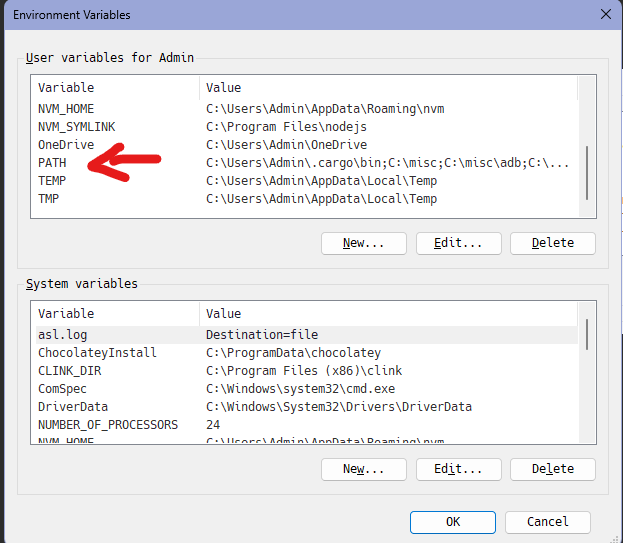 Environment Variables
User variables for Admin
Variable Value
NVM_HOME C:\Users\Admin\AppData\Roaming\nvm
NVM_SYMLINK C:\Program Files\nodejs
OneDrive C:\Users\Admin\OneDrive
PATH C:\Users\Admin\.cargo\bin;C:\misc;C:\misc\adb;C:\...
TEMP C:\Users\Admin\AppData\Local\Temp
TMP C:\Users\Admin\AppData\Local\Temp
New... Edit... Delete
System variables
Variable Value
asl.log Destination=file
ChocolateyInstall C:\ProgramData\chocolatey
CLINK_DIR C:\Program Files (x86)\clink
ComSpec C:\Windows\system32\cmd.exe
DriverData C:\Windows\System32\Drivers\DriverData
NUMBER_OF_PROCESSORS 24
NVM_HOME C:\Users\Admin\AppData\Roaming\nvm
New... Edit... Delete
OK Cancel